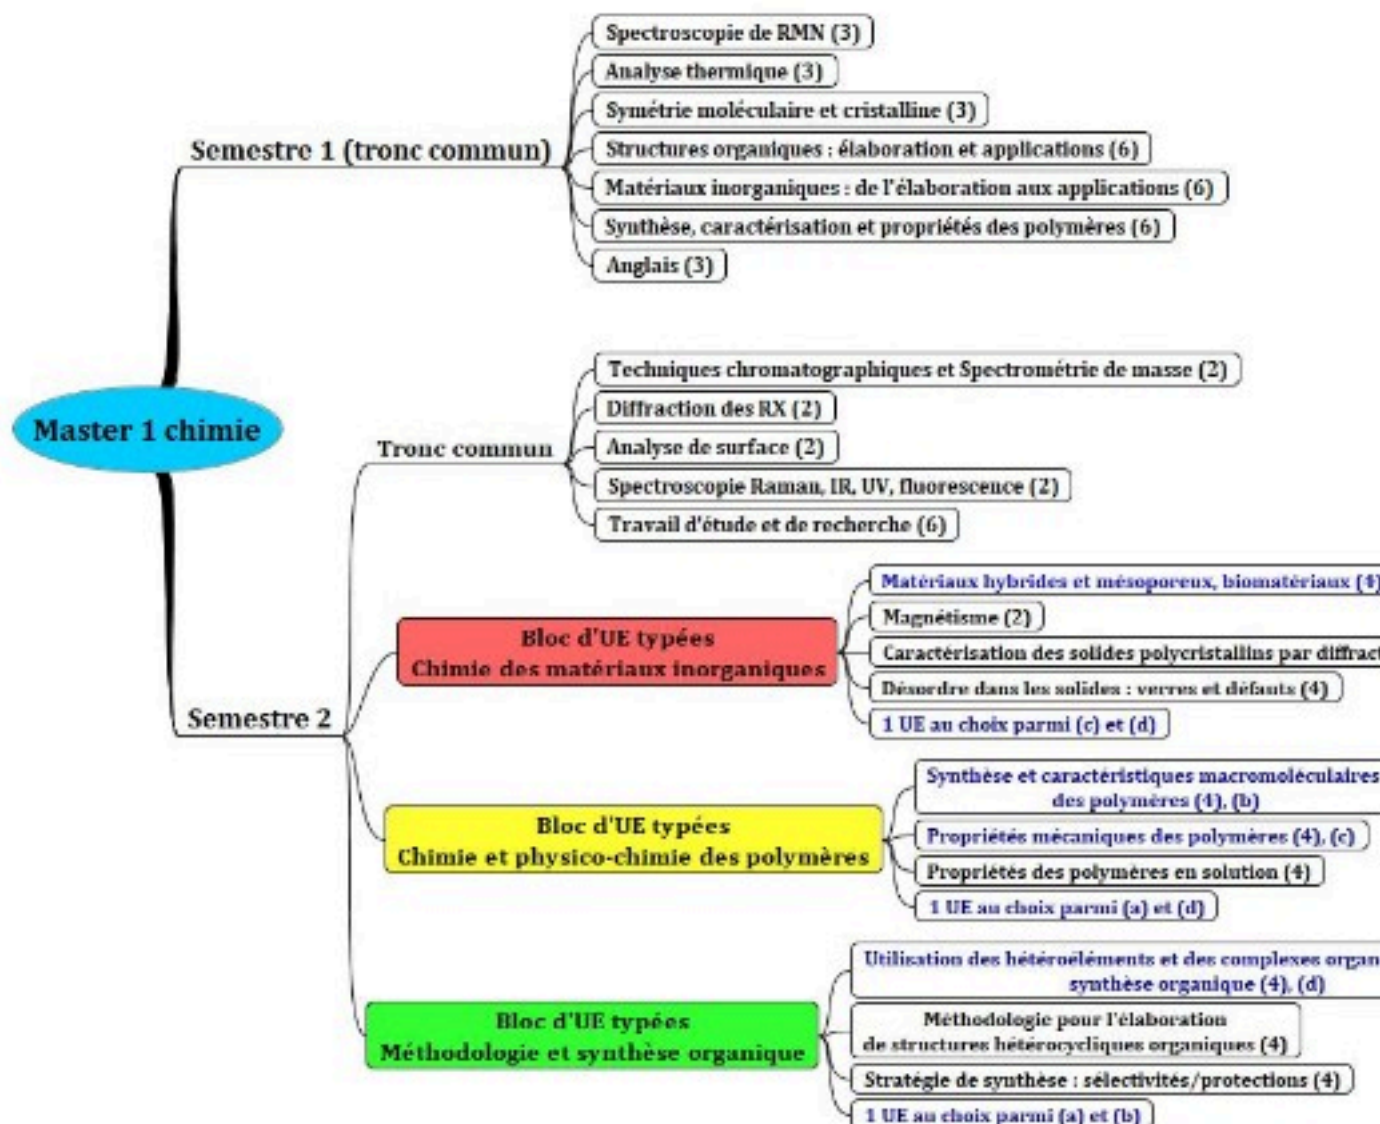 Master 1 chimie
Semestre 1 (tronc commun)
Spectroscopie de RMN (3)
Analyse thermique (3)
Symétrie moléculaire et cristalline (3)
Structures organiques : élaboration et applications (6)
Matériaux inorganiques : de l'élaboration aux applications (6)
Synthèse, caractérisation et propriétés des polymères (6)
Anglais (3)
Semestre 2
Tronc commun
Techniques chromatographiques et Spectrométrie de masse (2)
Diffraction des RX (2)
Analyse de surface (2)
Spectroscopie Raman, IR, UV, fluorescence (2)
Travail d'étude et de recherche (6)
Bloc d'UE typées
Chimie des matériaux inorganiques
Matériaux hybrides et mésoporeux, biomatériaux (4)
Magnétisme (2)
Caractérisation des solides polycristallins par diffract
Désordre dans les solides : verres et défauts (4)
1 UE au choix parmi (c) et (d)
Bloc d'UE typées
Chimie et physico-chimie des polymères
Synthèse et caractéristiques macromoléculaires
des polymères (4), (b)
Propriétés mécaniques des polymères (4), (c)
Propriétés des polymères en solution (4)
1 UE au choix parmi (a) et (d)
Bloc d'UE typées
Méthodologie et synthèse organique
Utilisation des hétéroéléments et des complexes organ
synthèse organique (4), (d)
Méthodologie pour l'élaboration
de structures hétérocycliques organiques (4)
Stratégie de synthèse : sélectivités/protections (4)
1 UE au choix parmi (a) et (b)